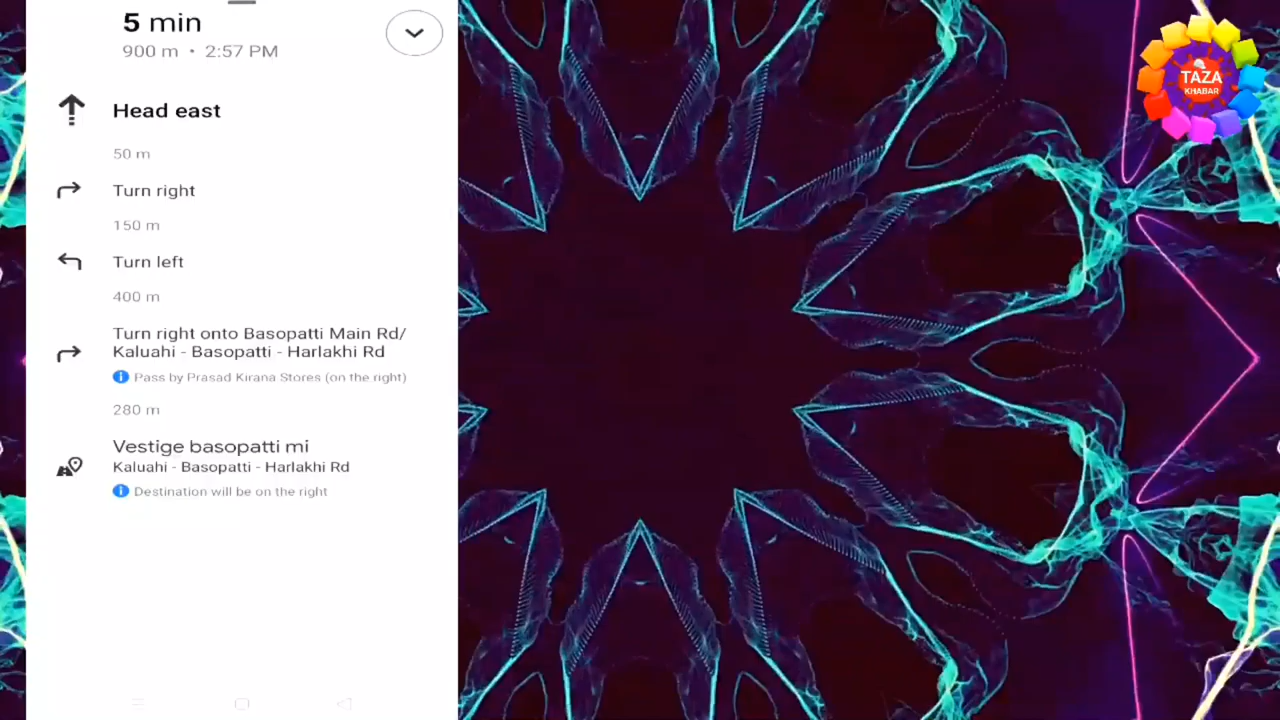 5 min
900 m • 2:57 PM
Head east
50 m
Turn right
150 m
Turn left
400 m
Turn right onto Basopatti Main Rd/
Kaluahi - Basopatti - Harlakhi Rd
Pass by Prasad Kirana Stores (on the right)
280 m
Vestige basopatti mi
Kaluahi - Basopatti - Harlakhi Rd
Destination will be on the right
TAZA
KHABAR